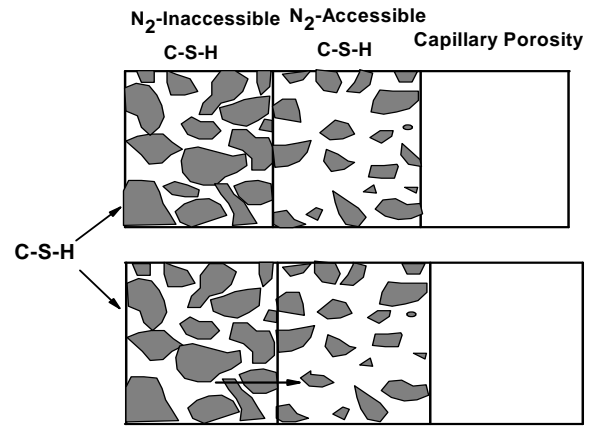 N2-Inaccessible
C-S-H
N2-Accessible
C-S-H
Capillary Porosity
C-S-H